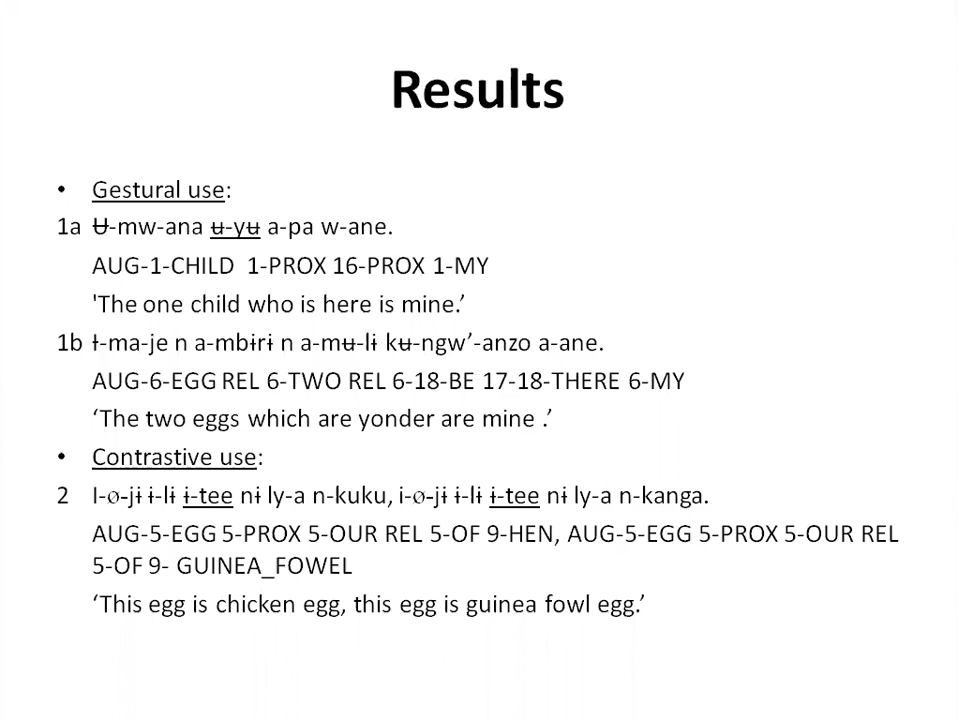 Results
• Gestural use:
1a Ʉ-mw-ana ʉ-yʉ a-pa w-ane.
AUG-1-CHILD 1-PROX 16-PROX 1-MY
'The one child who is here is mine.’
1b Ɨ-ma-je n a-mbɨrɨ n a-mʉ-lɨ kʉ-ngw’-anzo a-ane.
AUG-6-EGG REL 6-TWO REL 6-18-BE 17-18-THERE 6-MY
‘The two eggs which are yonder are mine .’
• Contrastive use:
2 I-ø-jɨ ɨ-lɨ ɨ-tee nɨ ly-a n-kuku, i-ø-jɨ ɨ-lɨ ɨ-tee nɨ ly-a n-kanga.
AUG-5-EGG 5-PROX 5-OUR REL 5-OF 9-HEN, AUG-5-EGG 5-PROX 5-OUR REL
5-OF 9- GUINEA_FOWEL
‘This egg is chicken egg, this egg is guinea fowl egg.’